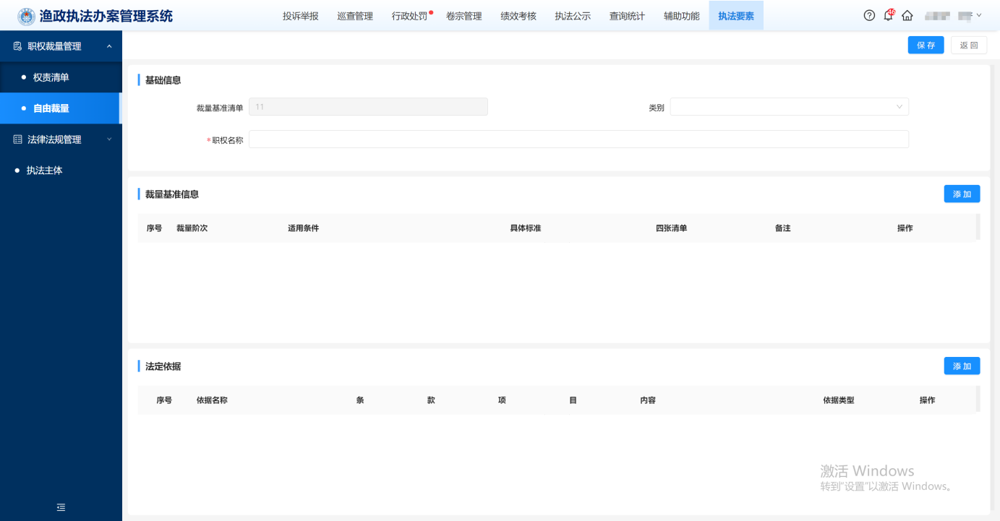 渔政执法办案管理系统 投诉举报 巡查管理 行政处罚 卷宗管理 绩效考核 执法公示 查询统计 辅助功能 执法要素 46
职权裁量管理
权责清单
自由裁量
法律法规管理
执法主体
保存 返回
基础信息
裁量基准清单 11 类别
*职权名称
裁量基准信息 添加
序号 裁量阶次 适用条件 具体标准 四张清单 备注 操作
法定依据 添加
序号 依据名称 条 款 项 目 内容 依据类型 操作
激活 Windows
转到"设置"以激活 Windows。